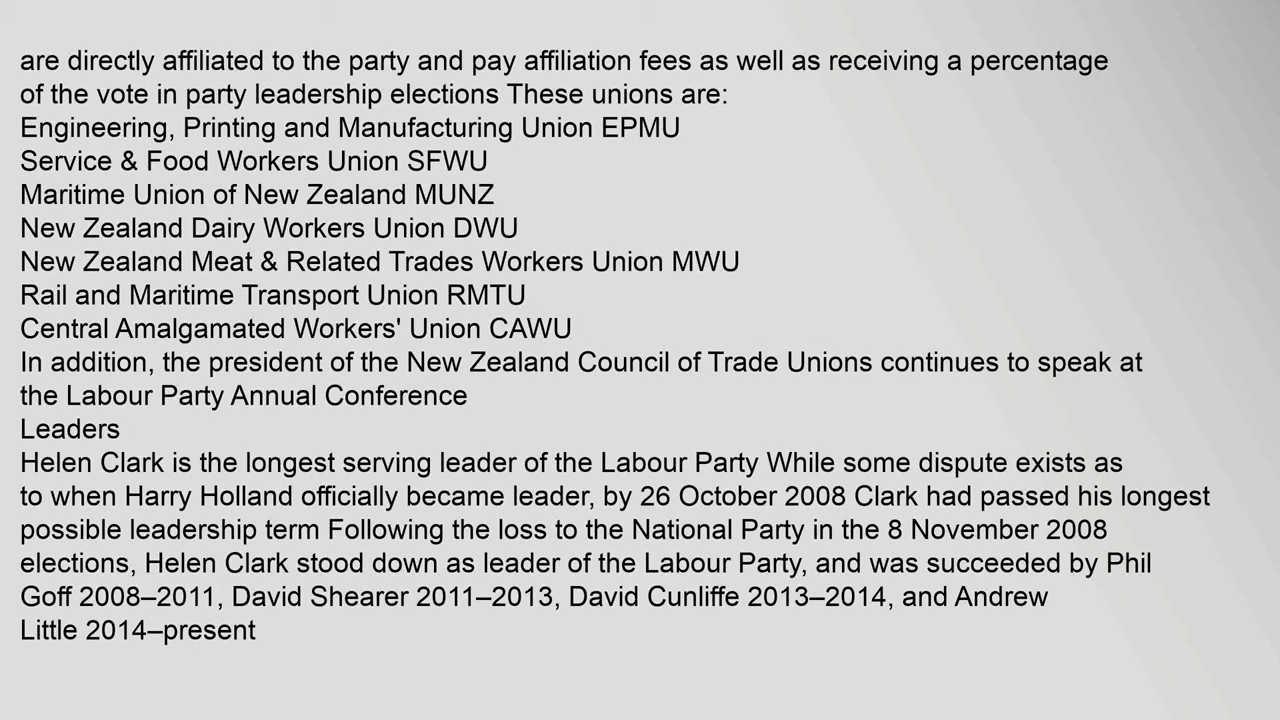 are directly affiliated to the party and pay affiliation fees as well as receiving a percentage
of the vote in party leadership elections These unions are:
Engineering, Printing and Manufacturing Union EPMU
Service & Food Workers Union SFWU
Maritime Union of New Zealand MUNZ
New Zealand Dairy Workers Union DWU
New Zealand Meat & Related Trades Workers Union MWU
Rail and Maritime Transport Union RMTU
Central Amalgamated Workers' Union CAWU
In addition, the president of the New Zealand Council of Trade Unions continues to speak at
the Labour Party Annual Conference
Leaders
Helen Clark is the longest serving leader of the Labour Party While some dispute exists as
to when Harry Holland officially became leader, by 26 October 2008 Clark had passed his longest
possible leadership term Following the loss to the National Party in the 8 November 2008
elections, Helen Clark stood down as leader of the Labour Party, and was succeeded by Phil
Goff 2008–2011, David Shearer 2011–2013, David Cunliffe 2013–2014, and Andrew
Little 2014–present